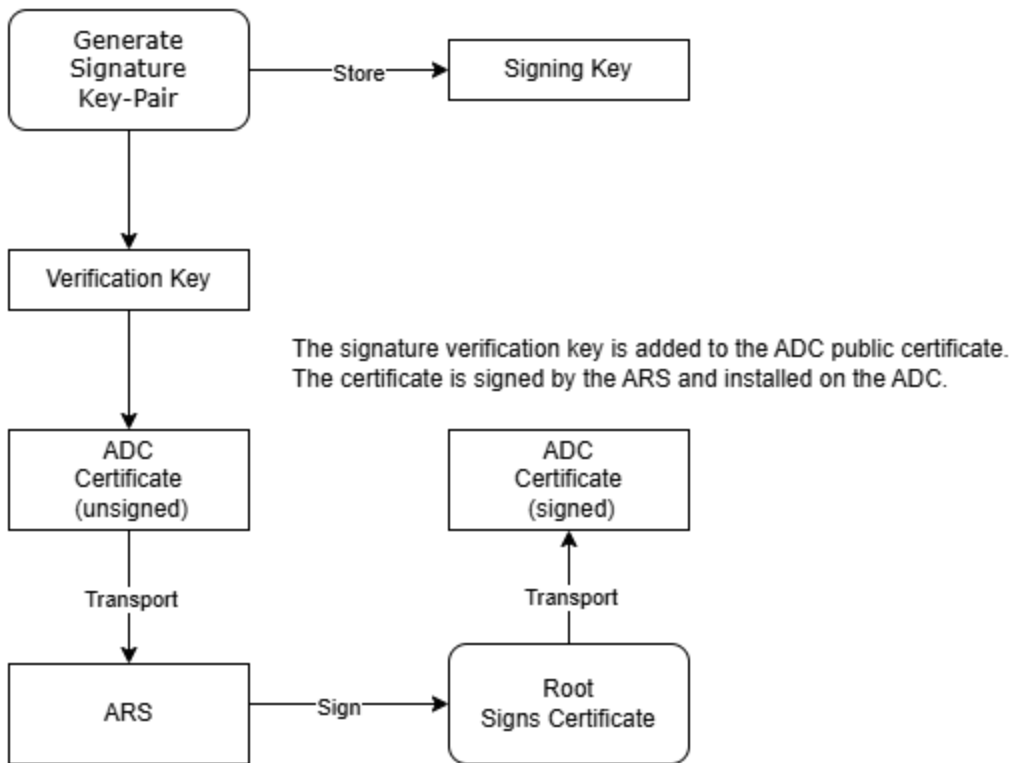 Generate
Signature
Key-Pair
Store
Signing Key
Verification Key
The signature verification key is added to the ADC public certificate.
The certificate is signed by the ARS and installed on the ADC.
ADC
Certificate
(unsigned)
ADC
Certificate
(signed)
Transport
Transport
ARS
Sign
Root
Signs Certificate